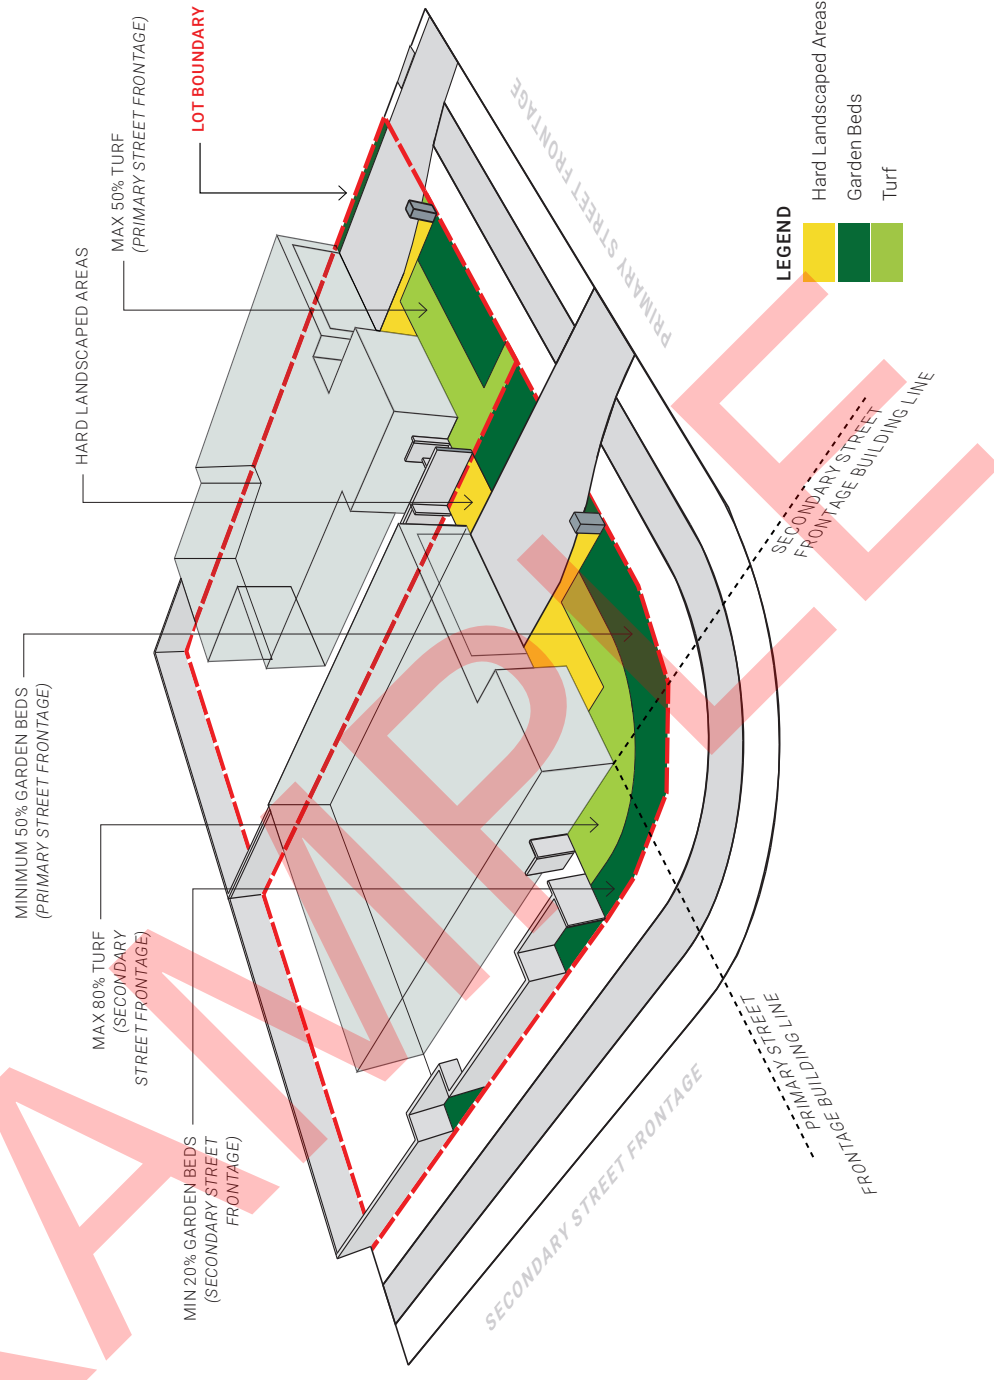 MIN 20% GARDEN BEDS
(SECONDARY STREET
FRONTAGE)
MAX 80% TURF
(SECONDARY
STREET FRONTAGE)
MINIMUM 50% GARDEN BEDS
(PRIMARY STREET FRONTAGE)
HARD LANDSCAPED AREAS
MAX 50% TURF
(PRIMARY STREET FRONTAGE)
LOT BOUNDARY
SECONDARY STREET FRONTAGE
PRIMARY STREET FRONTAGE
PRIMARY STREET
FRONTAGE BUILDING LINE
SECONDARY STREET
FRONTAGE BUILDING LINE
LEGEND
Hard Landscaped Areas
Garden Beds
Turf
AMPLE